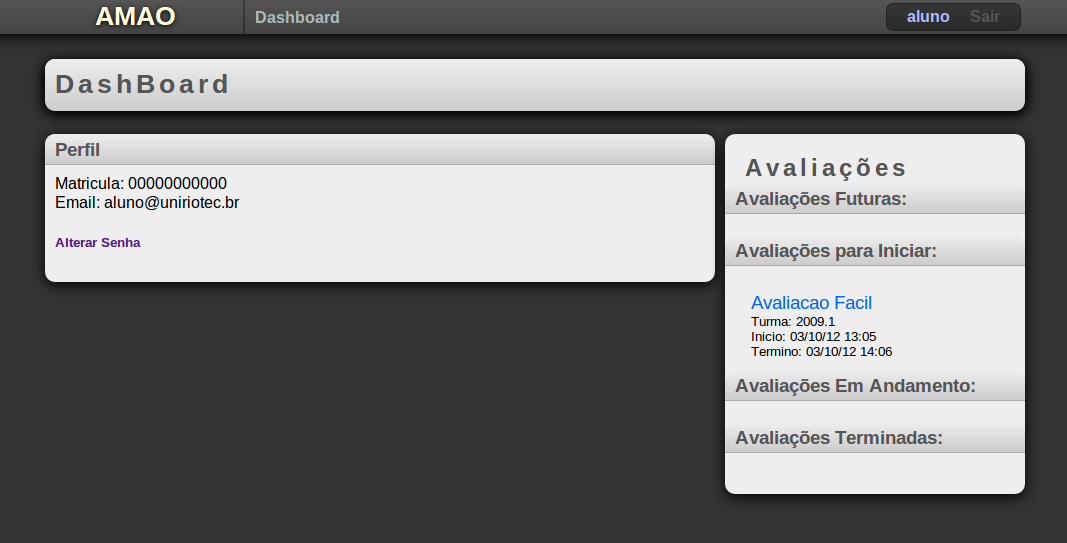 AMAO
Dashboard
aluno
Sair
DashBoard
Perfil
Matricula: 00000000000
Email: aluno@uniriotec.br
Alterar Senha
Avaliações
Avaliações Futuras:
Avaliações para Iniciar:
Avaliacao Facil
Turma: 2009.1
Inicio: 03/10/12 13:05
Termino: 03/10/12 14:06
Avaliações Em Andamento:
Avaliações Terminadas: